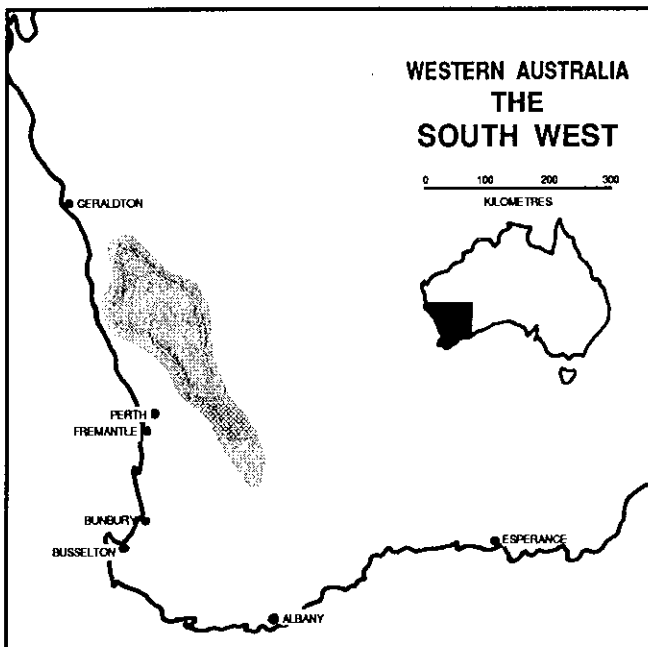 WESTERN AUSTRALIA
THE
SOUTH WEST
0 100 200 300
KILOMETRES
GERALDTON
PERTH
FREMANTLE
BUNBURY
BUSSELTON
ESPERANCE
ALBANY